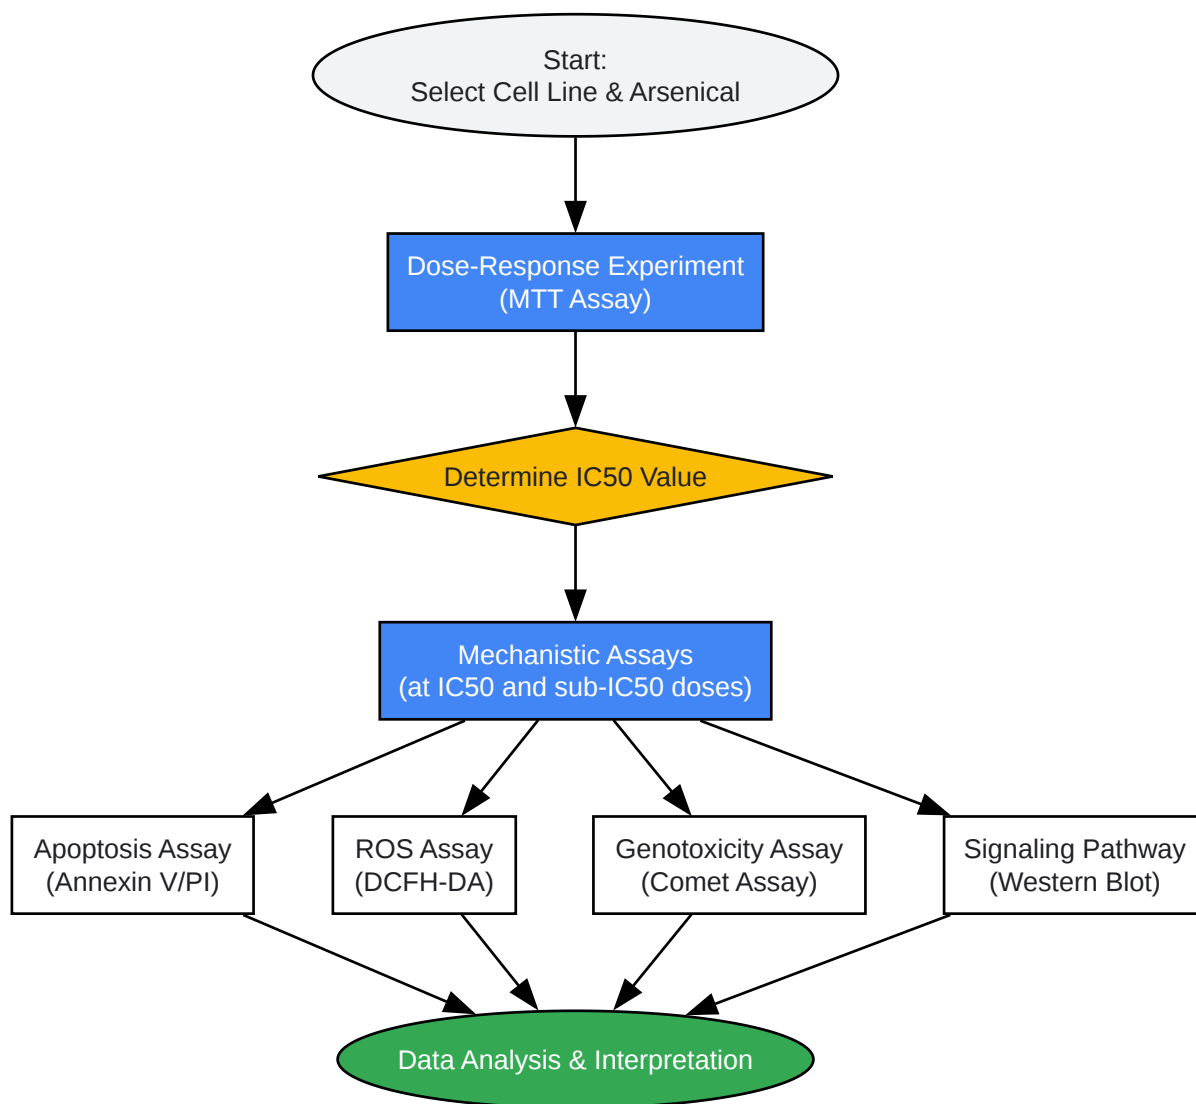 Start:
Select Cell Line & Arsenical
Dose-Response Experiment
(MTT Assay)
Determine IC50 Value
Mechanistic Assays
(at IC50 and sub-IC50 doses)
Apoptosis Assay
(Annexin V/PI)
ROS Assay
(DCFH-DA)
Genotoxicity Assay
(Comet Assay)
Signaling Pathway
(Western Blot)
Data Analysis & Interpretation